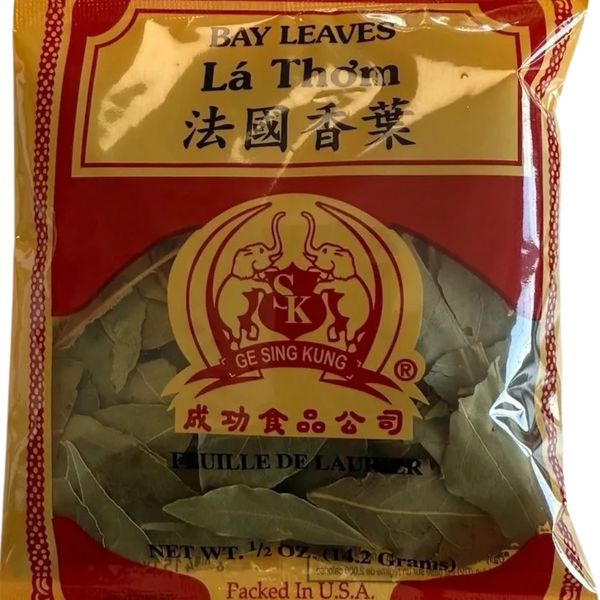 BAY LEAVES
Lá Thơm
法國香葉
SK
GE SING KUNG
®
成功食品公司
FEUILLE DE LAURIER
NET WT. ½ OZ. (14.2 Grams)
Packed In U.S.A.